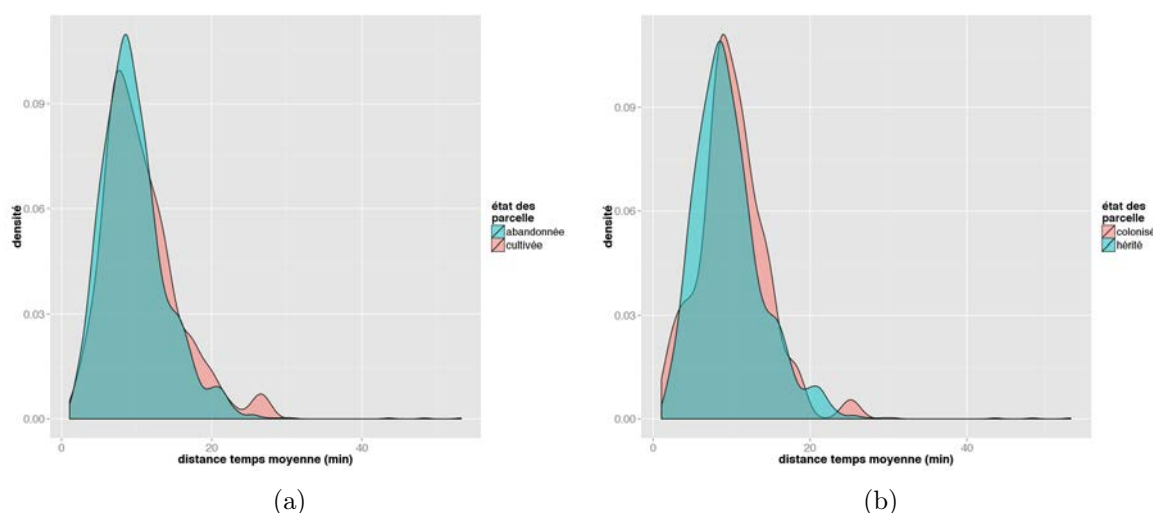 0.09
0.06
0.03
0.00
densité
0
20
40
distance temps moyenne (min)
état des
parcelle
abandonnée
cultivée
(a)
0.09
0.06
0.03
0.00
densité
0
20
40
distance temps moyenne (min)
état des
parcelle
colonisé
hérité
(b)